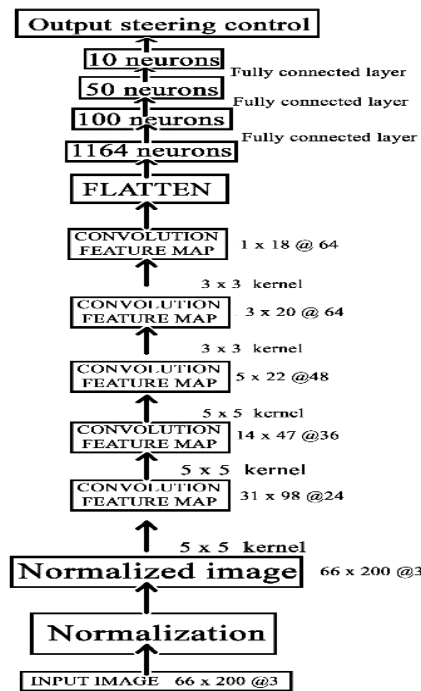 Output steering control
10 neurons
Fully connected layer
50 neurons
Fully connected layer
100 neurons
Fully connected layer
1164 neurons
FLATTEN
CONVOLUTION
FEATURE MAP
1 x 18 @ 64
3 x 3 kernel
CONVOLUTION
FEATURE MAP
3 x 20 @ 64
3 x 3 kernel
CONVOLUTION
FEATURE MAP
5 x 22 @48
5 x 5 kernel
CONVOLUTION
FEATURE MAP
14 x 47 @36
5 x 5 kernel
CONVOLUTION
FEATURE MAP
31 x 98 @24
5 x 5 kernel
Normalized image
66 x 200 @3
Normalization
INPUT IMAGE 66 x 200 @3